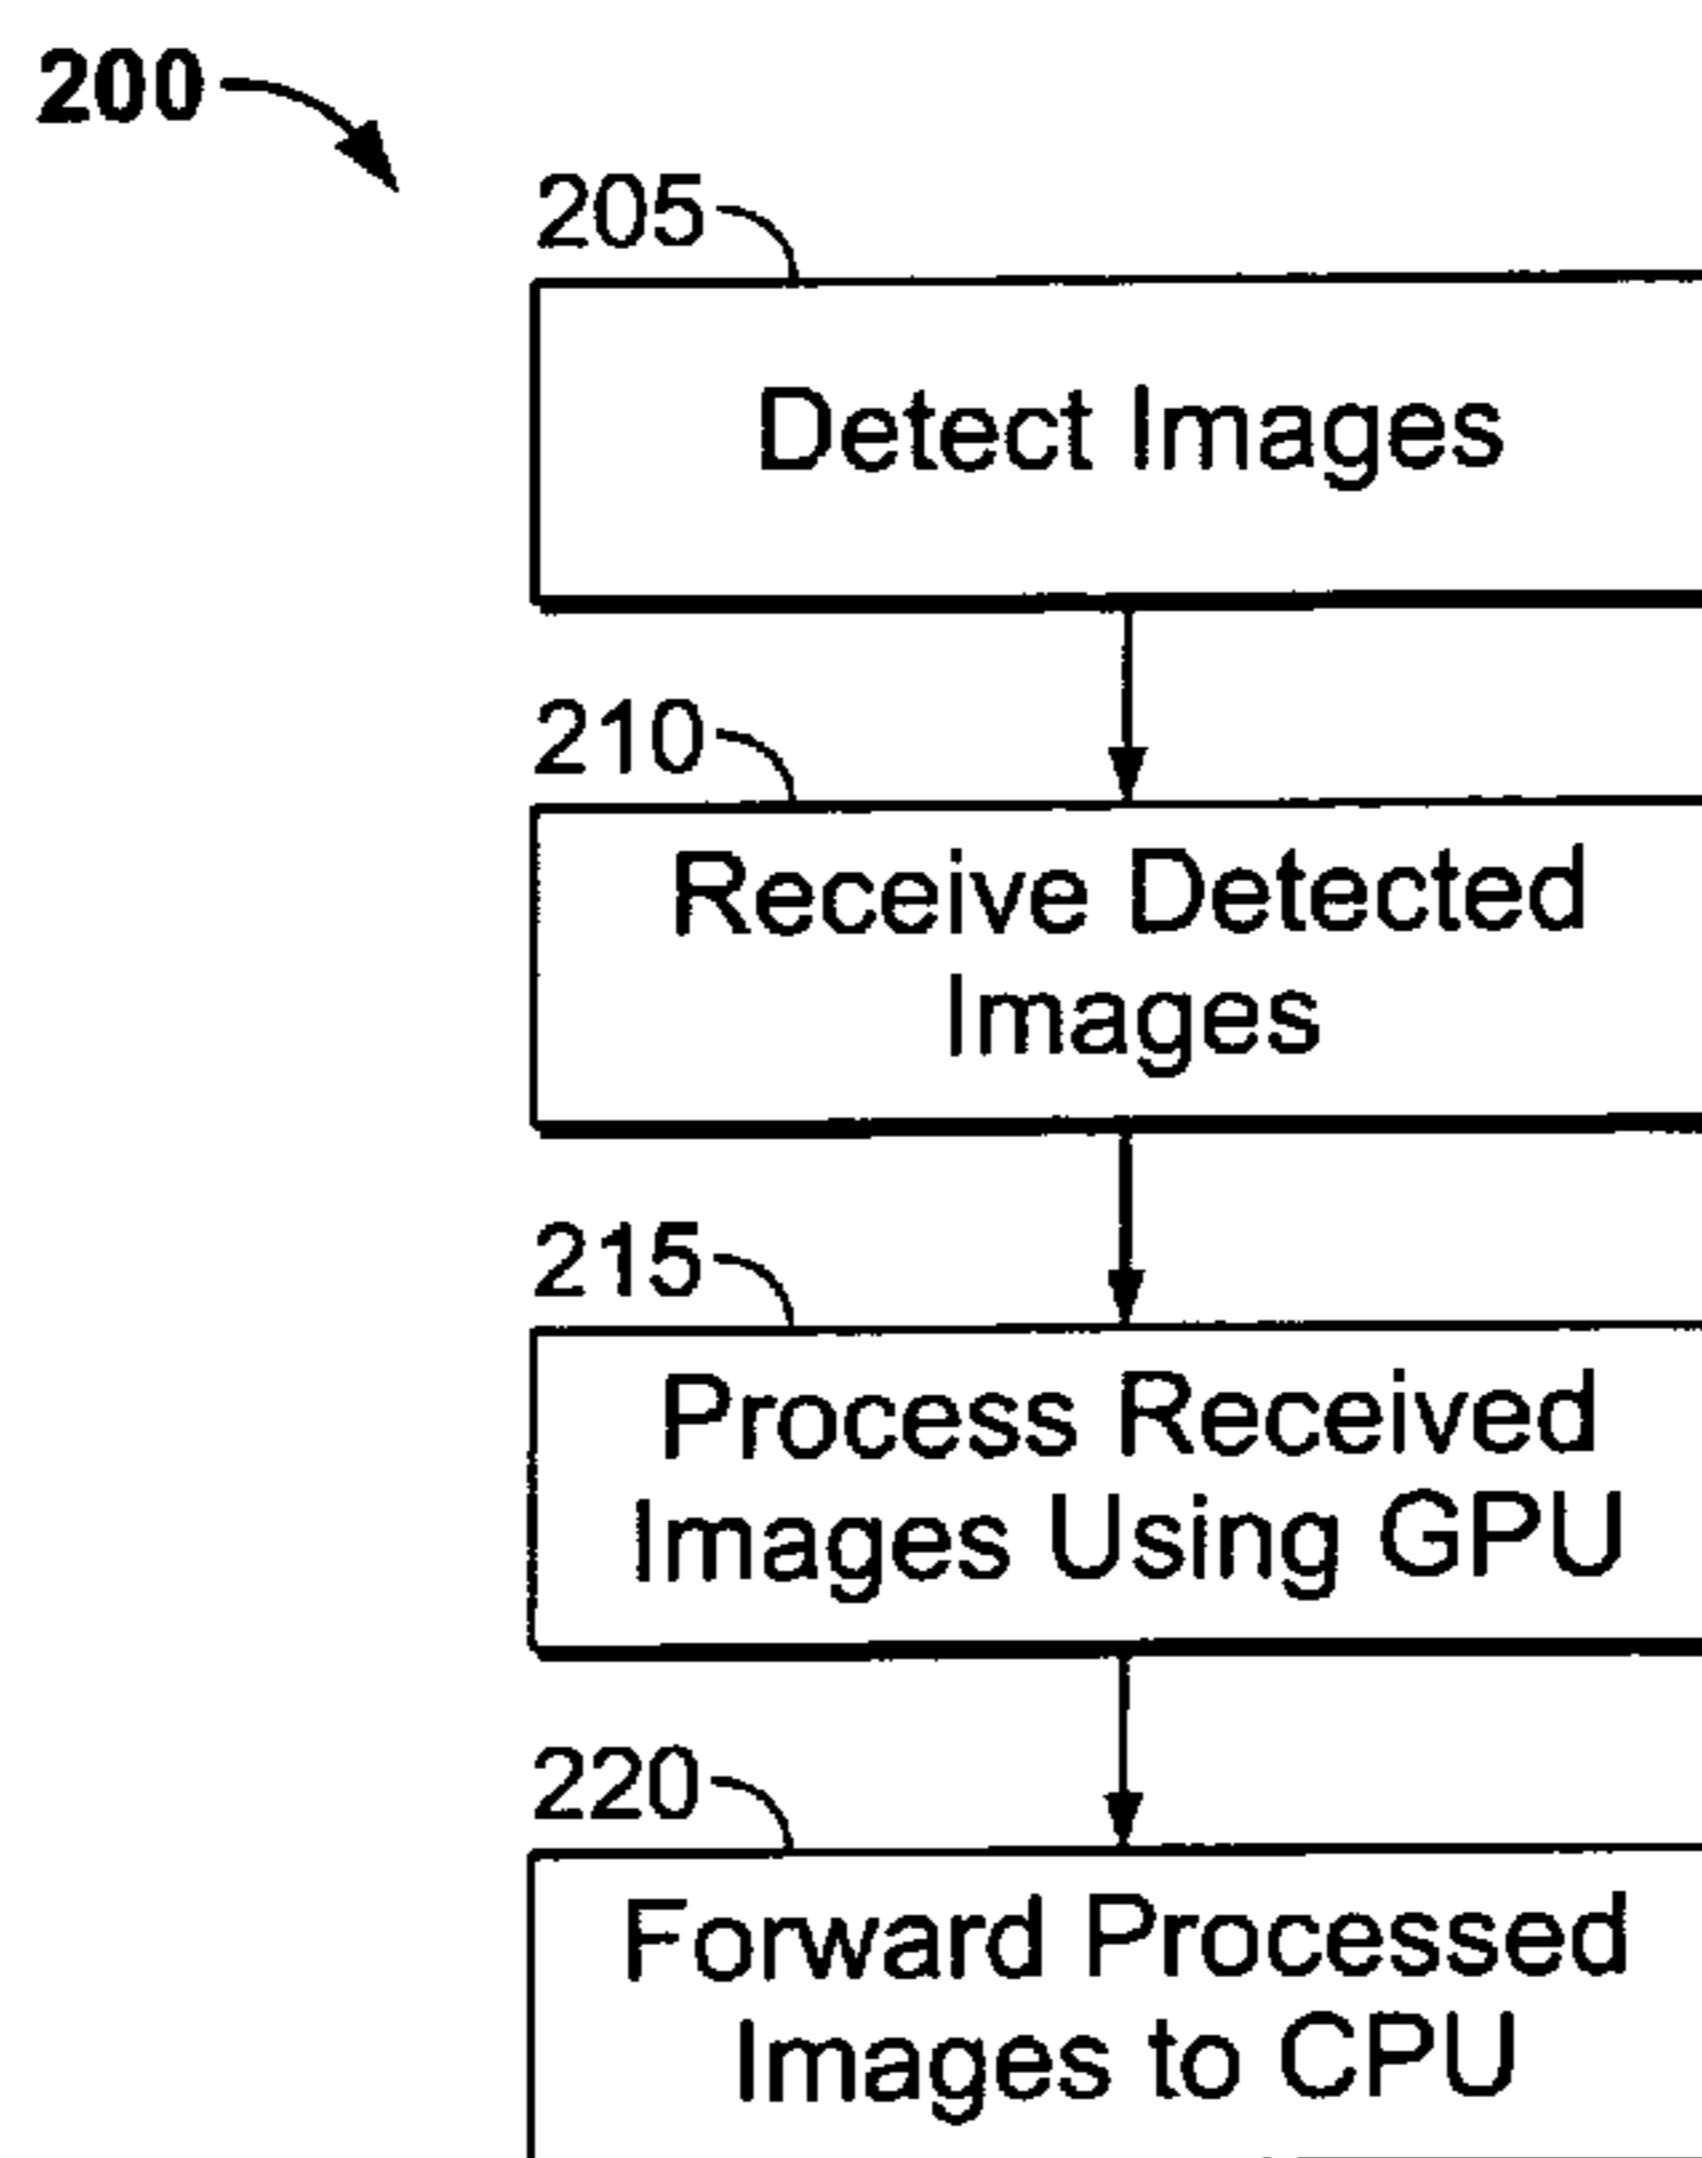 200
205
Detect Images
210
Receive Detected
Images
215
Process Received
Images Using GPU
220
Forward Processed
Images to CPU